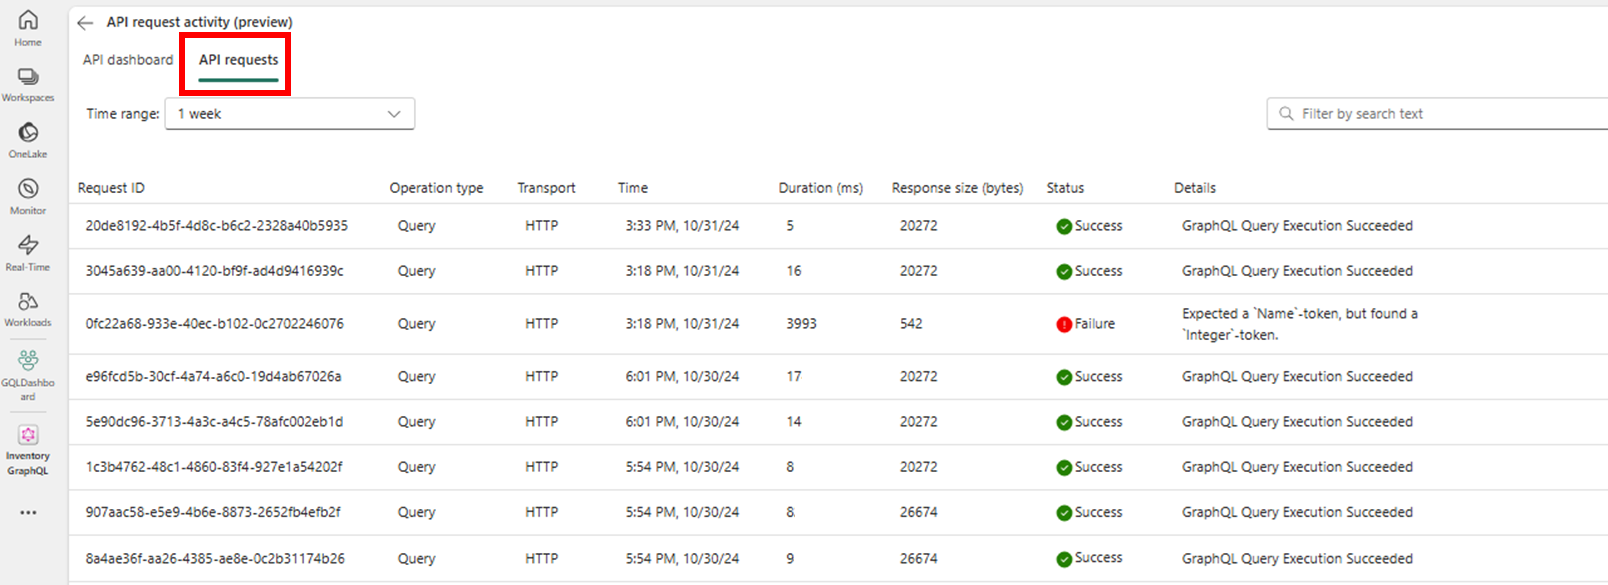 Home
Workspaces
OneLake
Monitor
Real-Time
Workloads
GQLDashbo
ard
Inventory
GraphQL
API request activity (preview)
API dashboard API requests
Time range: 1 week
Filter by search text
Request ID Operation type Transport Time Duration (ms) Response size (bytes) Status Details
20de8192-4b5f-4d8c-b6c2-2328a40b5935 Query HTTP 3:33 PM, 10/31/24 5 20272 Success GraphQL Query Execution Succeeded
3045a639-aa00-4120-bf9f-ad4d9416939c Query HTTP 3:18 PM, 10/31/24 16 20272 Success GraphQL Query Execution Succeeded
0fc22a68-933e-40ec-b102-0c2702246076 Query HTTP 3:18 PM, 10/31/24 3993 542 Failure Expected a `Name`-token, but found a
`Integer`-token.
e96fcd5b-30cf-4a74-a6c0-19d4ab67026a Query HTTP 6:01 PM, 10/30/24 17 20272 Success GraphQL Query Execution Succeeded
5e90dc96-3713-4a3c-a4c5-78afc002eb1d Query HTTP 6:01 PM, 10/30/24 14 20272 Success GraphQL Query Execution Succeeded
1c3b4762-48c1-4860-83f4-927e1a54202f Query HTTP 5:54 PM, 10/30/24 8 20272 Success GraphQL Query Execution Succeeded
907aac58-e5e9-4b6e-8873-2652fb4efb2f Query HTTP 5:54 PM, 10/30/24 8 26674 Success GraphQL Query Execution Succeeded
8a4ae36f-aa26-4385-ae8e-0c2b31174b26 Query HTTP 5:54 PM, 10/30/24 9 26674 Success GraphQL Query Execution Succeeded